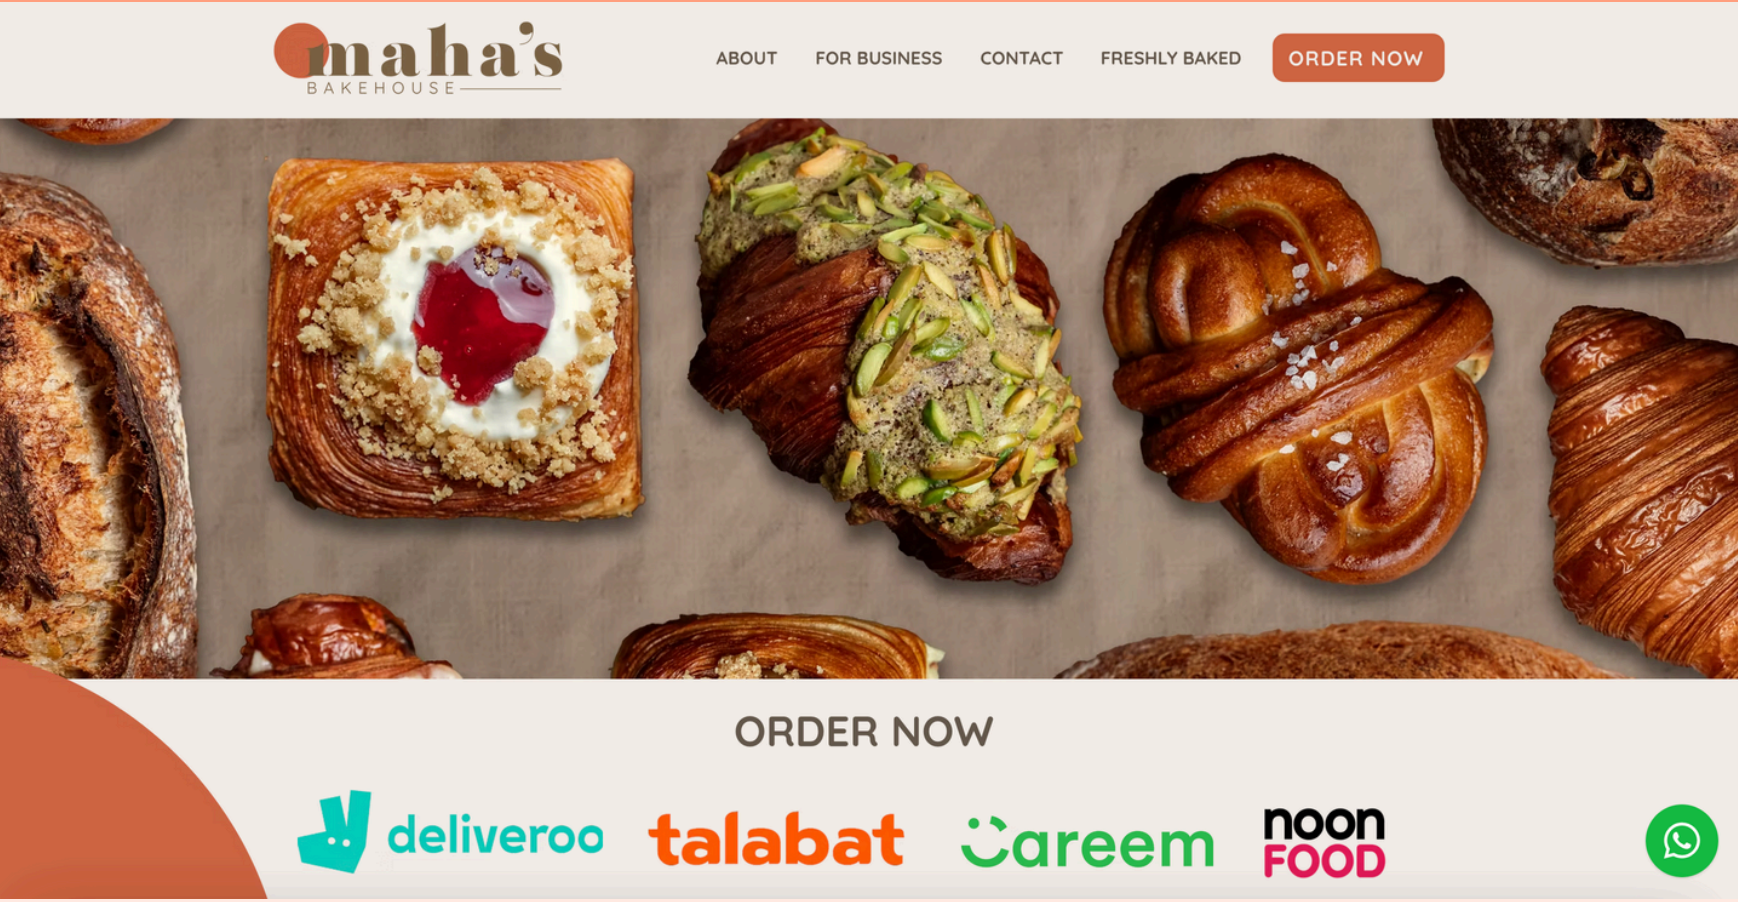 maha's
BAKEHOUSE
ABOUT
FOR BUSINESS
CONTACT
FRESHLY BAKED
ORDER NOW
ORDER NOW
deliveroo
talabat
careem
noon
FOOD